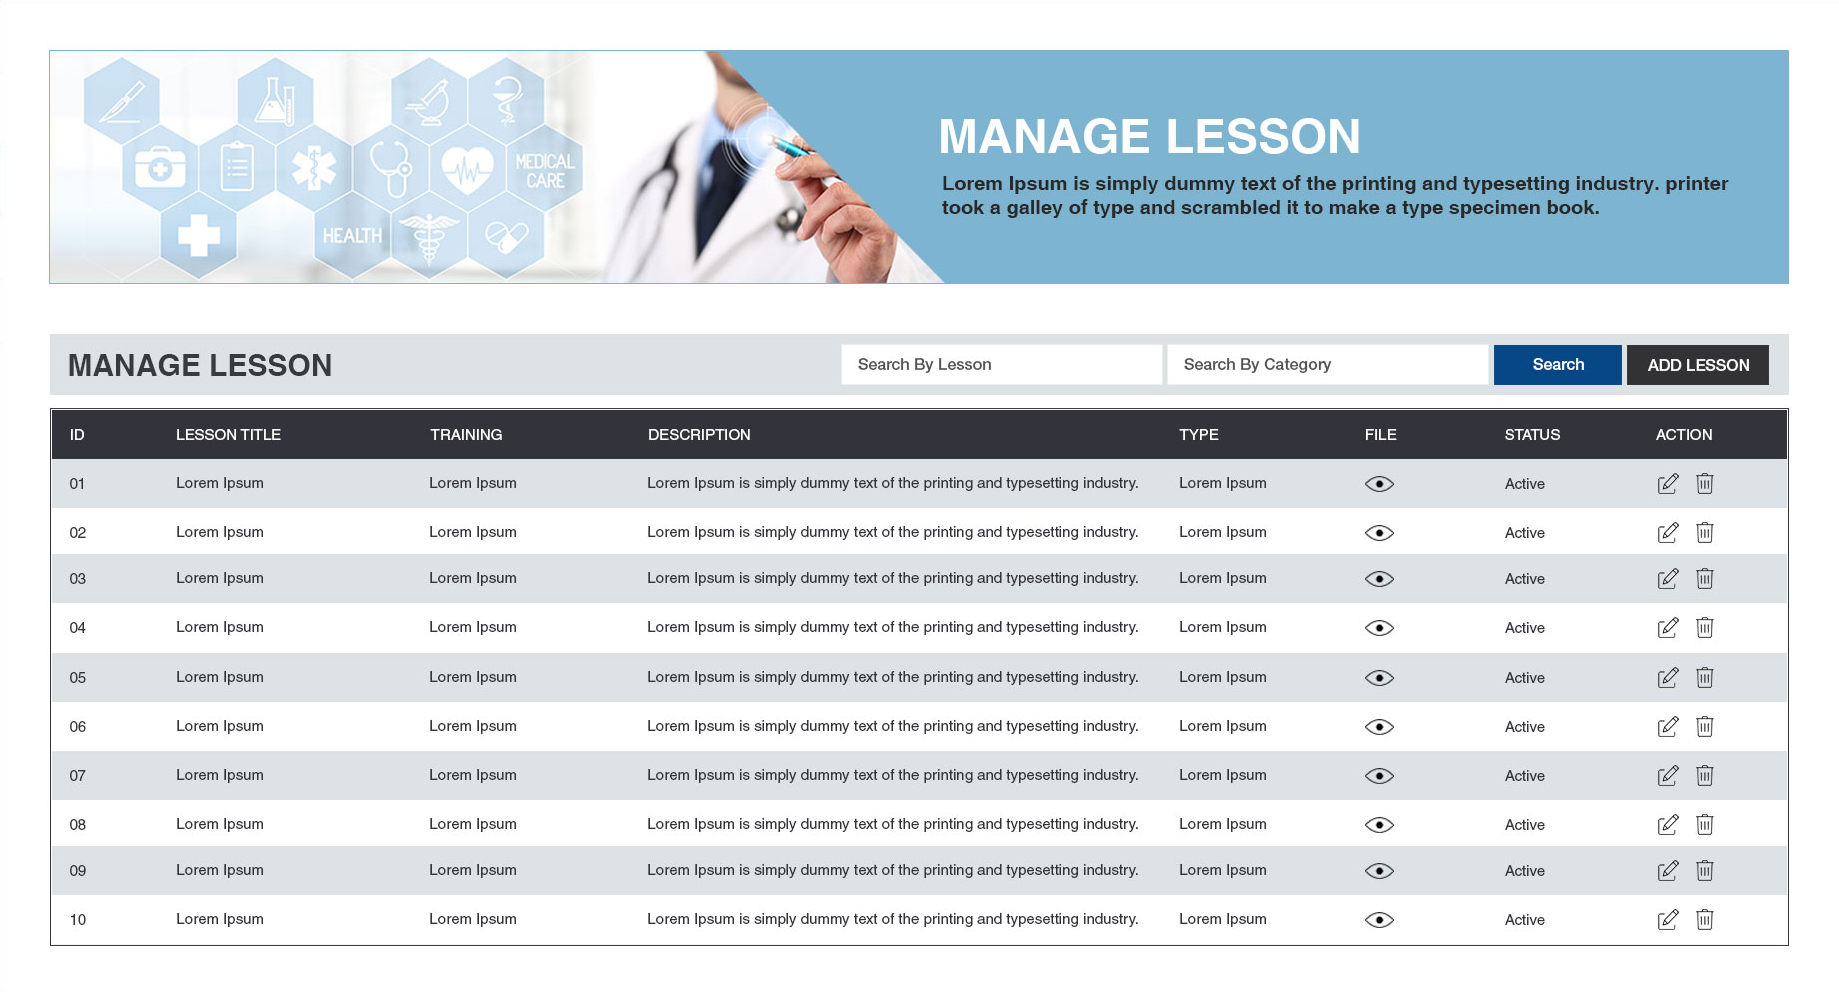 MEDICAL
CARE
HEALTH
MANAGE LESSON
Lorem Ipsum is simply dummy text of the printing and typesetting industry. printer
took a galley of type and scrambled it to make a type specimen book.
MANAGE LESSON Search By Lesson Search By Category Search ADD LESSON
ID LESSON TITLE TRAINING DESCRIPTION TYPE FILE STATUS ACTION
01 Lorem Ipsum Lorem Ipsum Lorem Ipsum is simply dummy text of the printing and typesetting industry. Lorem Ipsum Active
02 Lorem Ipsum Lorem Ipsum Lorem Ipsum is simply dummy text of the printing and typesetting industry. Lorem Ipsum Active
03 Lorem Ipsum Lorem Ipsum Lorem Ipsum is simply dummy text of the printing and typesetting industry. Lorem Ipsum Active
04 Lorem Ipsum Lorem Ipsum Lorem Ipsum is simply dummy text of the printing and typesetting industry. Lorem Ipsum Active
05 Lorem Ipsum Lorem Ipsum Lorem Ipsum is simply dummy text of the printing and typesetting industry. Lorem Ipsum Active
06 Lorem Ipsum Lorem Ipsum Lorem Ipsum is simply dummy text of the printing and typesetting industry. Lorem Ipsum Active
07 Lorem Ipsum Lorem Ipsum Lorem Ipsum is simply dummy text of the printing and typesetting industry. Lorem Ipsum Active
08 Lorem Ipsum Lorem Ipsum Lorem Ipsum is simply dummy text of the printing and typesetting industry. Lorem Ipsum Active
09 Lorem Ipsum Lorem Ipsum Lorem Ipsum is simply dummy text of the printing and typesetting industry. Lorem Ipsum Active
10 Lorem Ipsum Lorem Ipsum Lorem Ipsum is simply dummy text of the printing and typesetting industry. Lorem Ipsum Active